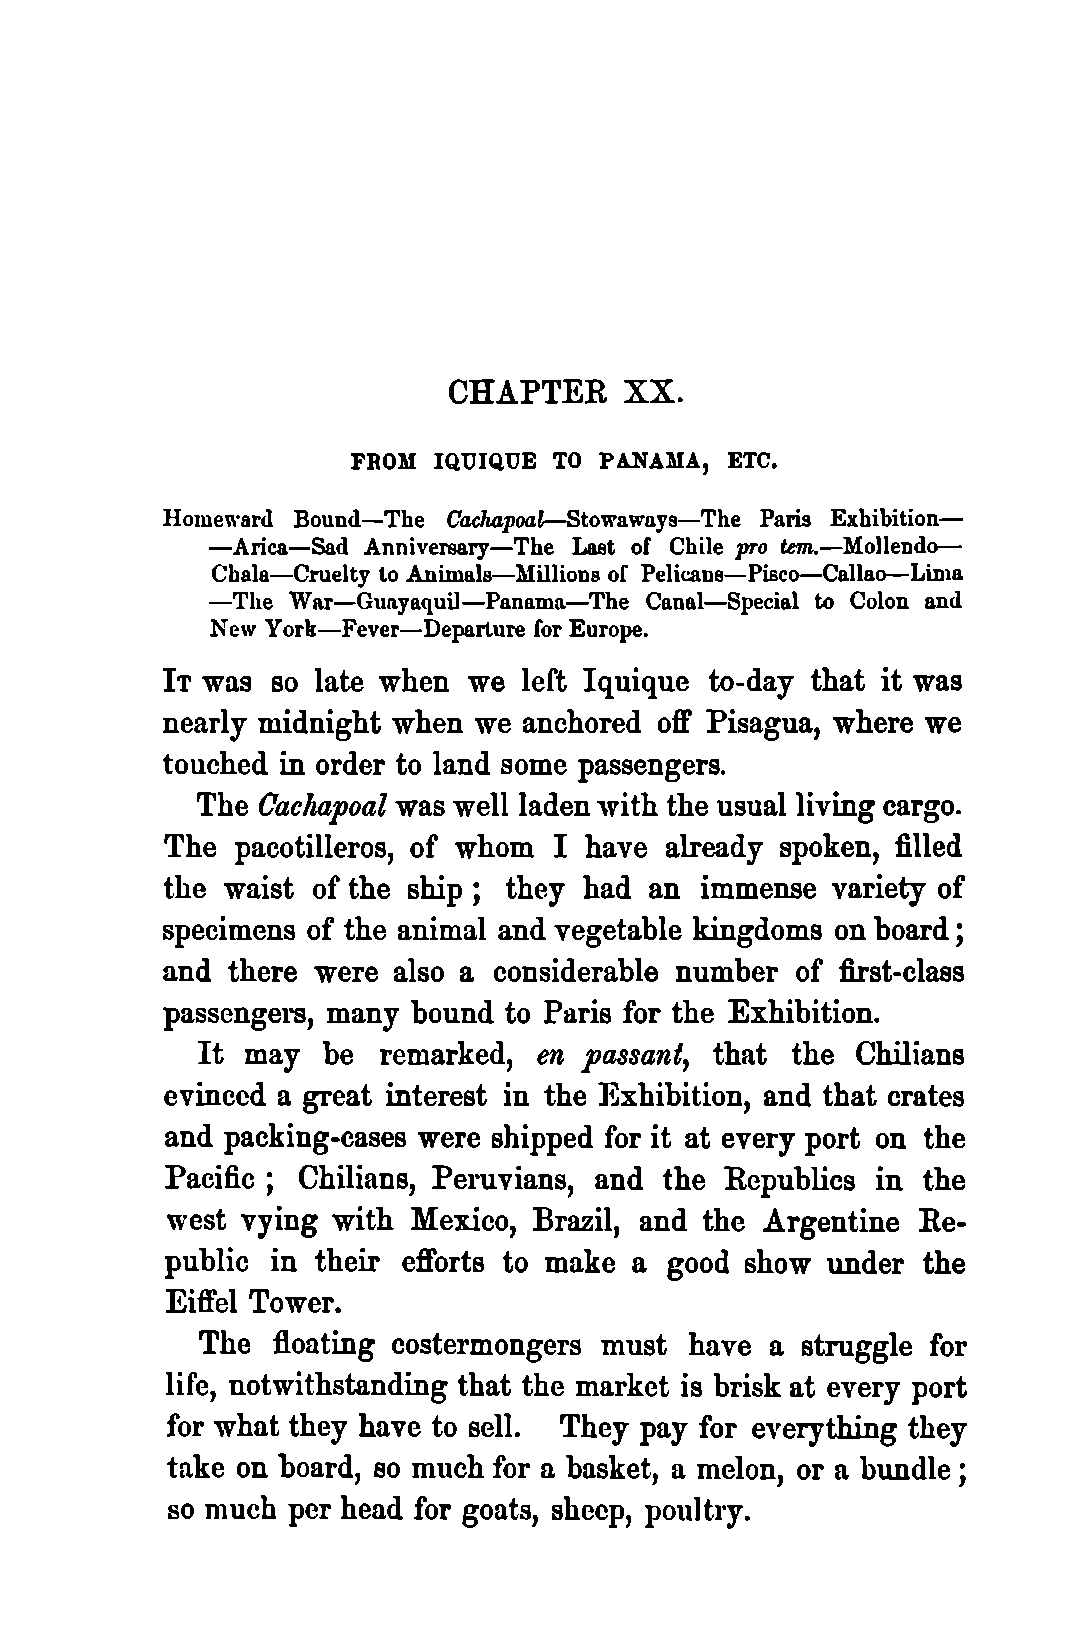 CHAPTER XX.
FROM IQUIQUE TO PANAMA, ETC.
Homeward Bound—The Cachapoal—Stowaways—The Paris Exhibition—
—Arica—Sad Anniversary—The Last of Chile pro tem.—Mollendo—
Chala—Cruelty to Animals—Millions of Pelicans—Pisco—Callao—Lima
—The War—Guayaquil—Panama—The Canal—Special to Colon and
New York—Fever—Departure for Europe.
IT was so late when we left Iquique to-day that it was
nearly midnight when we anchored off Pisagua, where we
touched in order to land some passengers.
The Cachapoal was well laden with the usual living cargo.
The pacotilleros, of whom I have already spoken, filled
the waist of the ship ; they had an immense variety of
specimens of the animal and vegetable kingdoms on board ;
and there were also a considerable number of first-class
passengers, many bound to Paris for the Exhibition.
It may be remarked, en passant, that the Chilians
evinced a great interest in the Exhibition, and that crates
and packing-cases were shipped for it at every port on the
Pacific ; Chilians, Peruvians, and the Republics in the
west vying with Mexico, Brazil, and the Argentine Re-
public in their efforts to make a good show under the
Eiffel Tower.
The floating costermongers must have a struggle for
life, notwithstanding that the market is brisk at every port
for what they have to sell. They pay for everything they
take on board, so much for a basket, a melon, or a bundle ;
so much per head for goats, sheep, poultry.